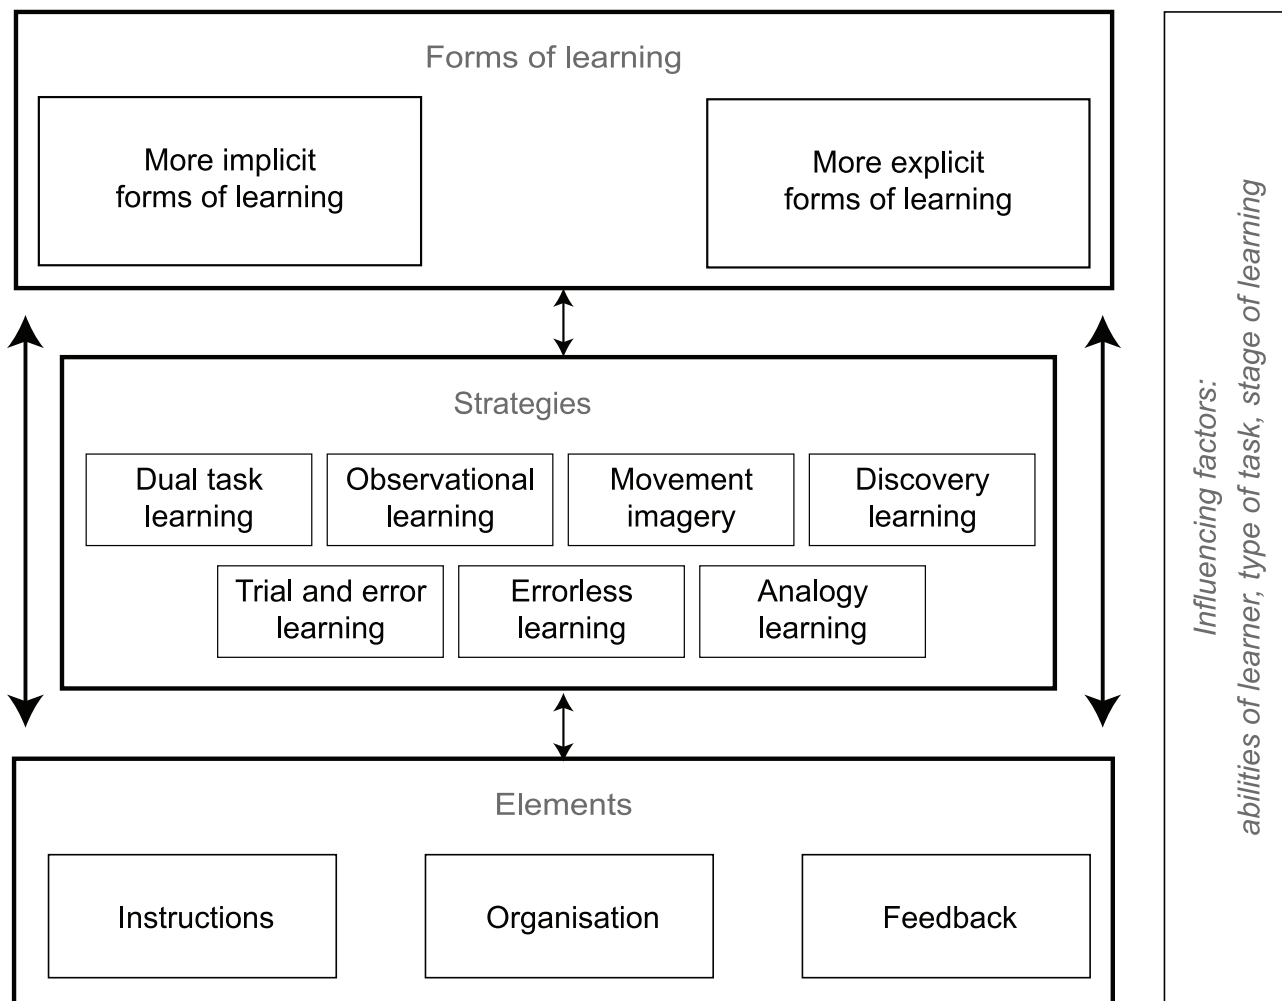 Forms of learning
More implicit
forms of learning
More explicit
forms of learning
Strategies
Dual task
learning
Observational
learning
Movement
imagery
Discovery
learning
Trial and error
learning
Errorless
learning
Analogy
learning
Elements
Instructions
Organisation
Feedback
Influencing factors:
abilities of learner, type of task, stage of learning